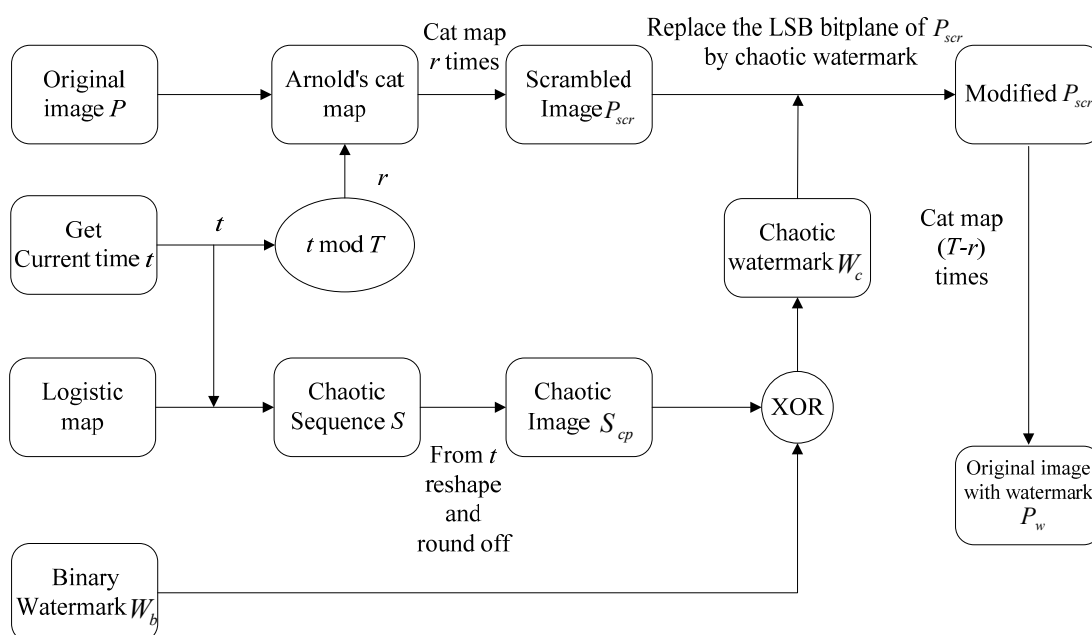 Original
image P
Arnold's cat
map
Cat map
r times
Scrambled
Image P_scr
Replace the LSB bitplane of P_scr
by chaotic watermark
Modified P_scr
Get
Current time t
t
r
t mod T
Chaotic
watermark W_c
Cat map
(T-r)
times
Logistic
map
Chaotic
Sequence S
From t
reshape
and
round off
Chaotic
Image S_cp
XOR
Original image
with watermark
P_w
Binary
Watermark W_b